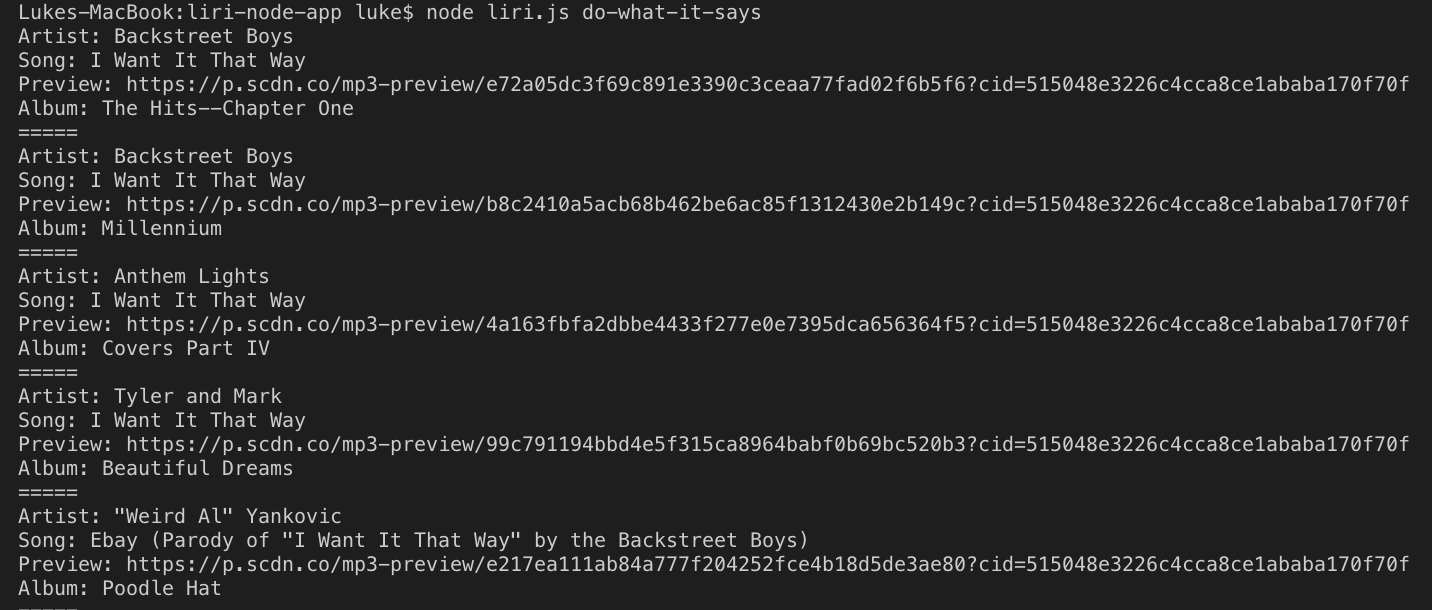 Lukes-MacBook:liri-node-app luke$ node liri.js do-what-it-says
Artist: Backstreet Boys
Song: I Want It That Way
Preview: https://p.scdn.co/mp3-preview/e72a05dc3f69c891e3390c3ceaa77fad02f6b5f6?cid=515048e3226c4cca8ce1ababa170f70f
Album: The Hits--Chapter One
=====
Artist: Backstreet Boys
Song: I Want It That Way
Preview: https://p.scdn.co/mp3-preview/b8c2410a5acb68b462be6ac85f1312430e2b149c?cid=515048e3226c4cca8ce1ababa170f70f
Album: Millennium
=====
Artist: Anthem Lights
Song: I Want It That Way
Preview: https://p.scdn.co/mp3-preview/4a163fbfa2dbbe4433f277e0e7395dca656364f5?cid=515048e3226c4cca8ce1ababa170f70f
Album: Covers Part IV
=====
Artist: Tyler and Mark
Song: I Want It That Way
Preview: https://p.scdn.co/mp3-preview/99c791194bbd4e5f315ca8964babf0b69bc520b3?cid=515048e3226c4cca8ce1ababa170f70f
Album: Beautiful Dreams
=====
Artist: "Weird Al" Yankovic
Song: Ebay (Parody of "I Want It That Way" by the Backstreet Boys)
Preview: https://p.scdn.co/mp3-preview/e217ea111ab84a777f204252fce4b18d5de3ae80?cid=515048e3226c4cca8ce1ababa170f70f
Album: Poodle Hat
=====